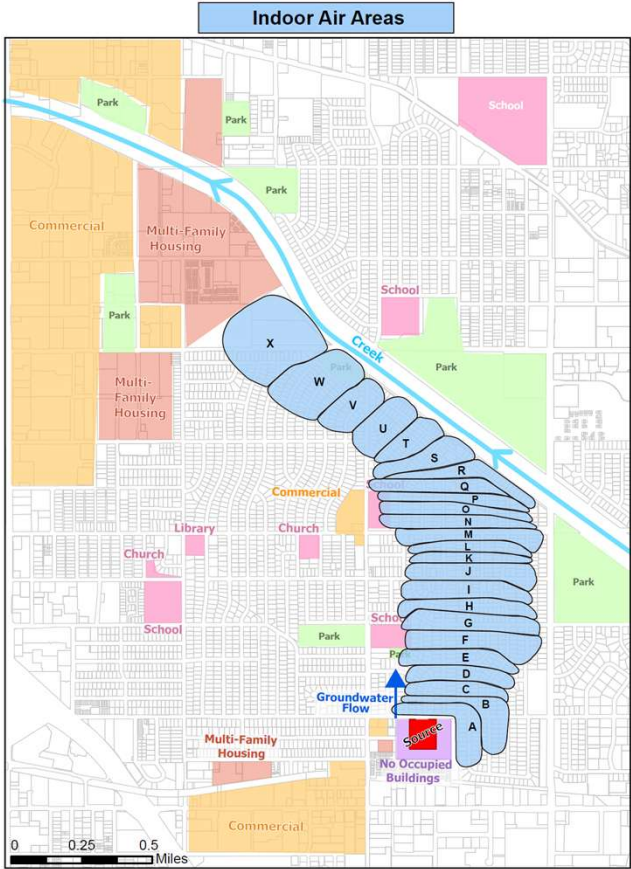 Indoor Air Areas
Park
School
Park
Park
Commercial
Multi-Family
Housing
School
Park
X
Creek
Park
W
Park
Multi-
Family
Housing
V
U
T
S
R
Commercial
School
Q
P
O
N
Library
Church
M
L
K
Church
J
Park
I
School
H
School
G
Park
F
Park
E
D
Groundwater
Flow
C
B
A
Source
Multi-Family
Housing
No Occupied
Buildings
Commercial
0 0.25 0.5
Miles